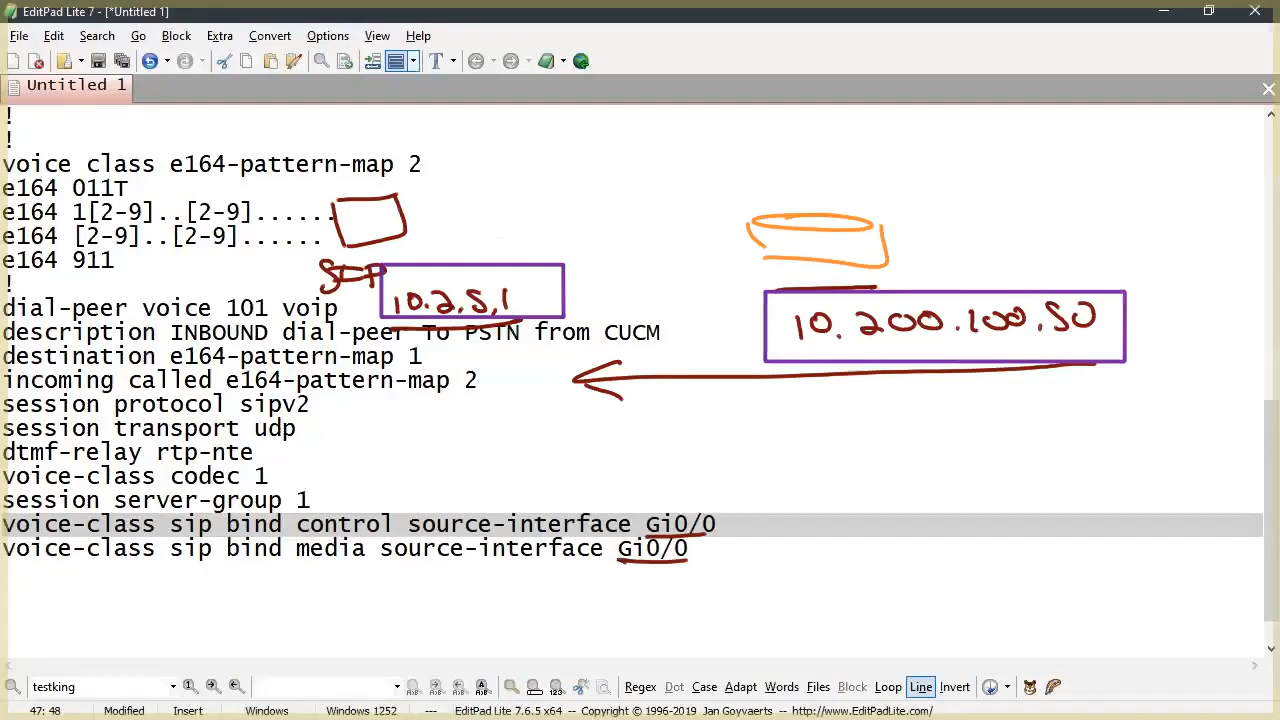 EditPad Lite 7 - [*Untitled 1]
File Edit Search Go Block Extra Convert Options View Help
Untitled 1
!
!
voice class e164-pattern-map 2
e164 011T
e164 1[2-9]..[2-9]......
e164 [2-9]..[2-9]......
e164 911
!
10.2.5.1
10.200.100.50
dial-peer voice 101 voip
description INBOUND dial-peer To PSTN from CUCM
destination e164-pattern-map 1
incoming called e164-pattern-map 2
session protocol sipv2
session transport udp
dtmf-relay rtp-nte
voice-class codec 1
session server-group 1
voice-class sip bind control source-interface Gi0/0
voice-class sip bind media source-interface Gi0/0
testking
Regex Dot Case Adapt Words Files Block Loop Line Invert
47: 48 Modified Insert Windows Windows 1252 --- EditPad Lite 7.6.5 x64 -- Copyright © 1996-2019 Jan Goyvaerts -- http://www.EditPadLite.com/